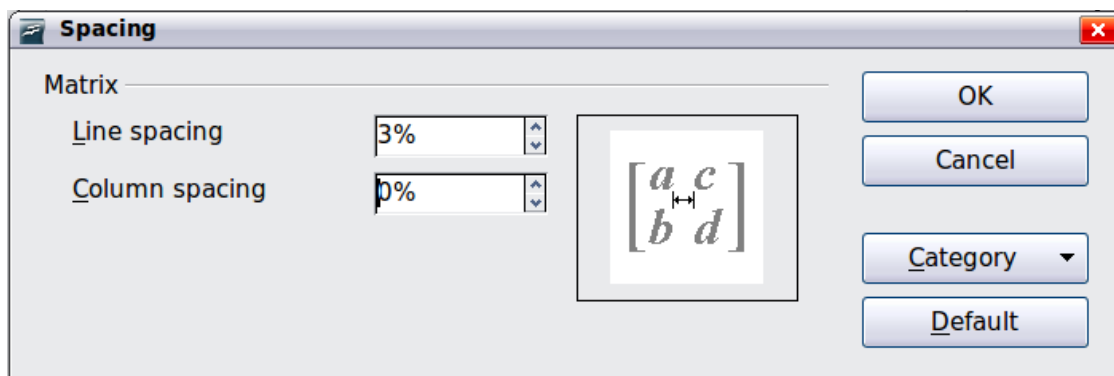 Spacing
Matrix
Line spacing 3%
Column spacing 0%
a c
b d
OK
Cancel
Category
Default